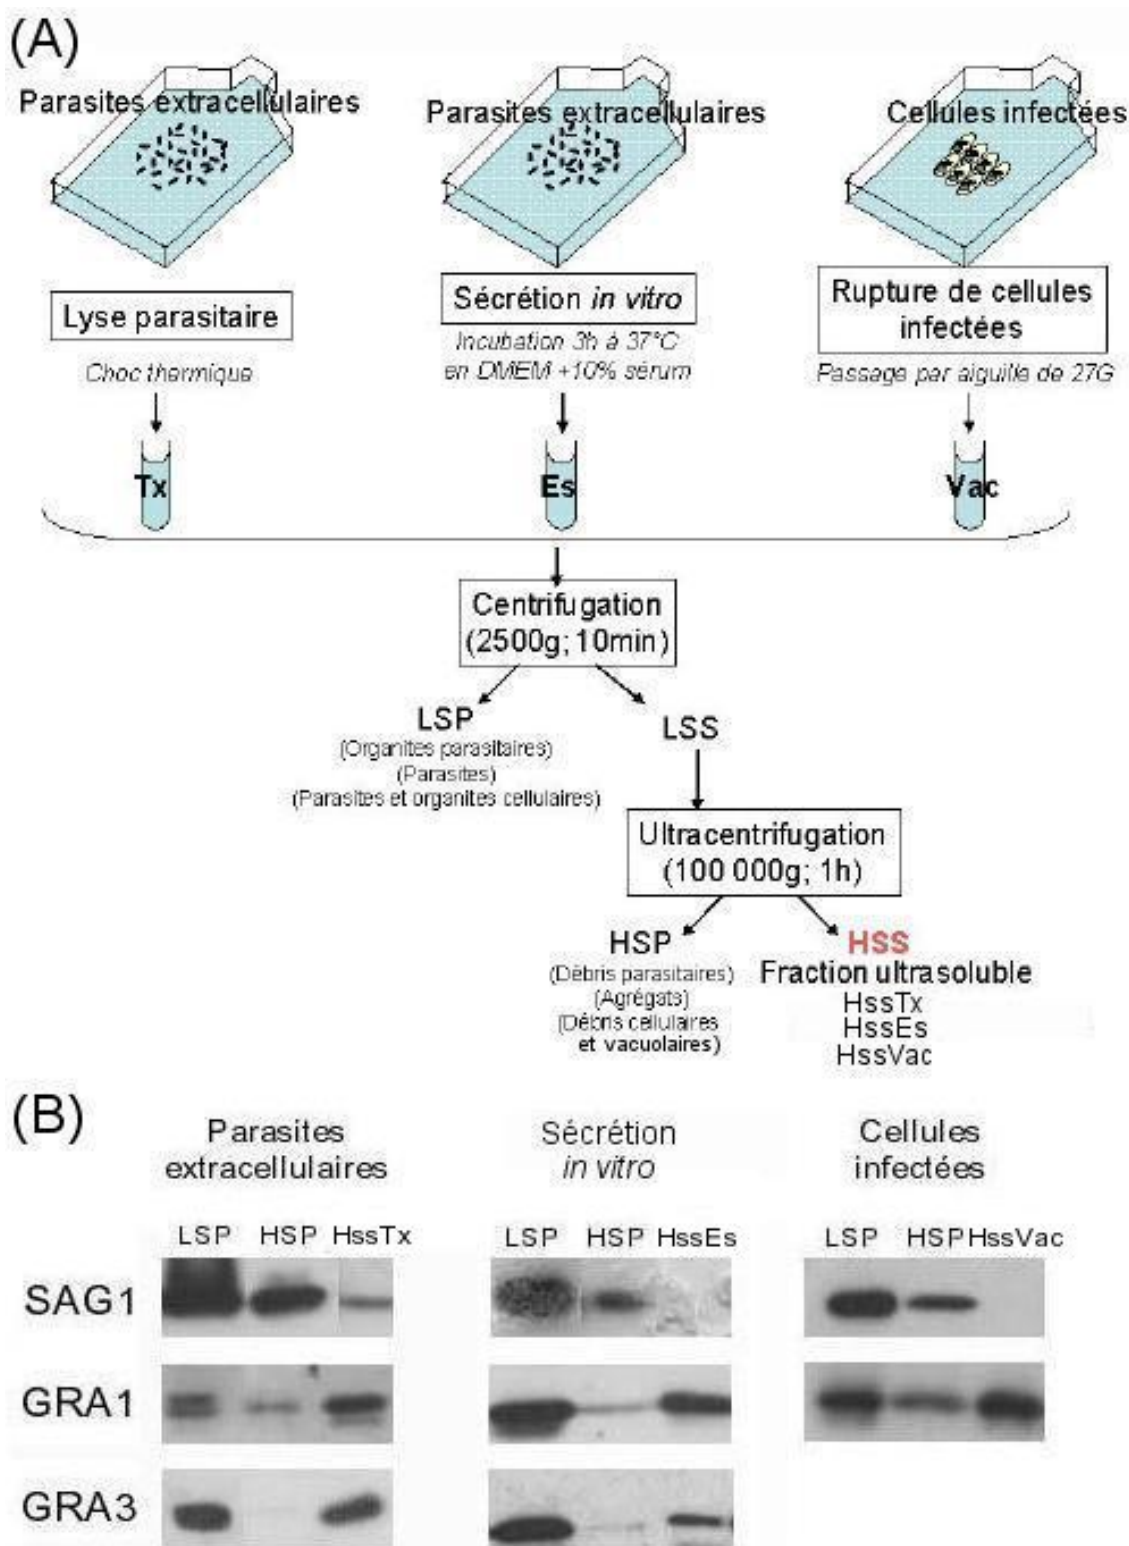 (A)
Parasites extracellulaires
Parasites extracellulaires
Cellules infectées
Lyse parasitaire
Choc thermique
Sécrétion in vitro
Incubation 3h à 37°C
en DMEM +10% sérum
Rupture de cellules
infectées
Passage par aiguille de 27G
Tx
Es
Vac
Centrifugation
(2500g; 10min)
LSP
(Organites parasitaires)
(Parasites)
(Parasites et organites cellulaires)
LSS
Ultracentrifugation
(100 000g; 1h)
HSP
(Débris parasitaires)
(Agrégats)
(Débris cellulaires
et vacuolaires)
HSS
Fraction ultrasoluble
HssTx
HssEs
HssVac
(B)
Parasites
extracellulaires
Sécrétion
in vitro
Cellules
infectées
LSP HSP HssTx
LSP HSP HssEs
LSP HSP HssVac
SAG1
GRA1
GRA3